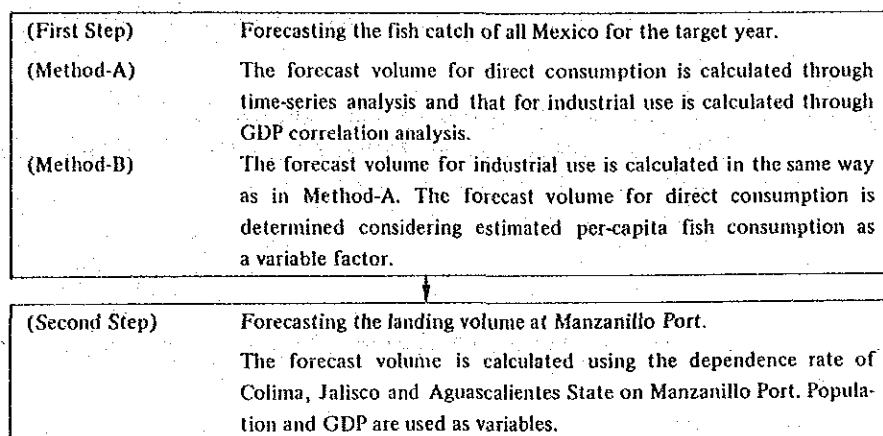 (First Step) Forecasting the fish catch of all Mexico for the target year.
(Method-A) The forecast volume for direct consumption is calculated through
time-series analysis and that for industrial use is calculated through
GDP correlation analysis.
(Method-B) The forecast volume for industrial use is calculated in the same way
as in Method-A. The forecast volume for direct consumption is
determined considering estimated per-capita fish consumption as
a variable factor.
(Second Step) Forecasting the landing volume at Manzanillo Port.
The forecast volume is calculated using the dependence rate of
Colima, Jalisco and Aguascalientes State on Manzanillo Port. Popula-
tion and GDP are used as variables.